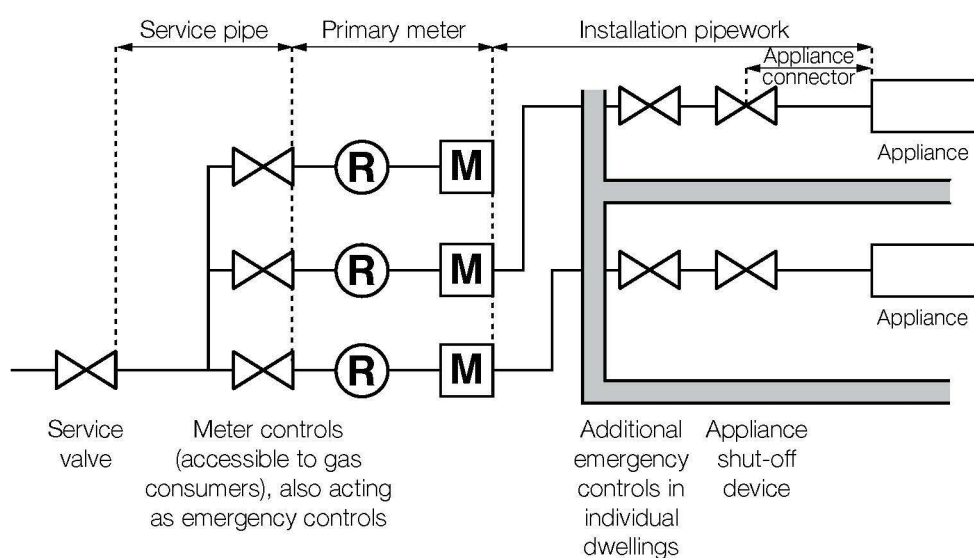 Service pipe
Primary meter
Installation pipework
Appliance
connector
Appliance
R
M
R
M
Appliance
R
M
Service
valve
Meter controls
(accessible to gas
consumers), also acting
as emergency controls
Additional
emergency
controls in
individual
dwellings
Appliance
shut-off
device